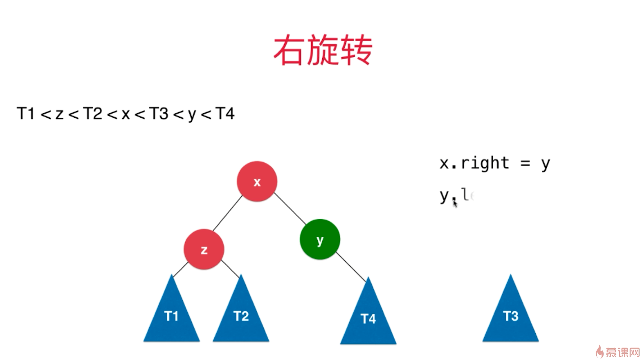 右旋转
T1 < z < T2 < x < T3 < y < T4
x.right = y
y.l
x
z
y
T1
T2
T4
T3
慕课网